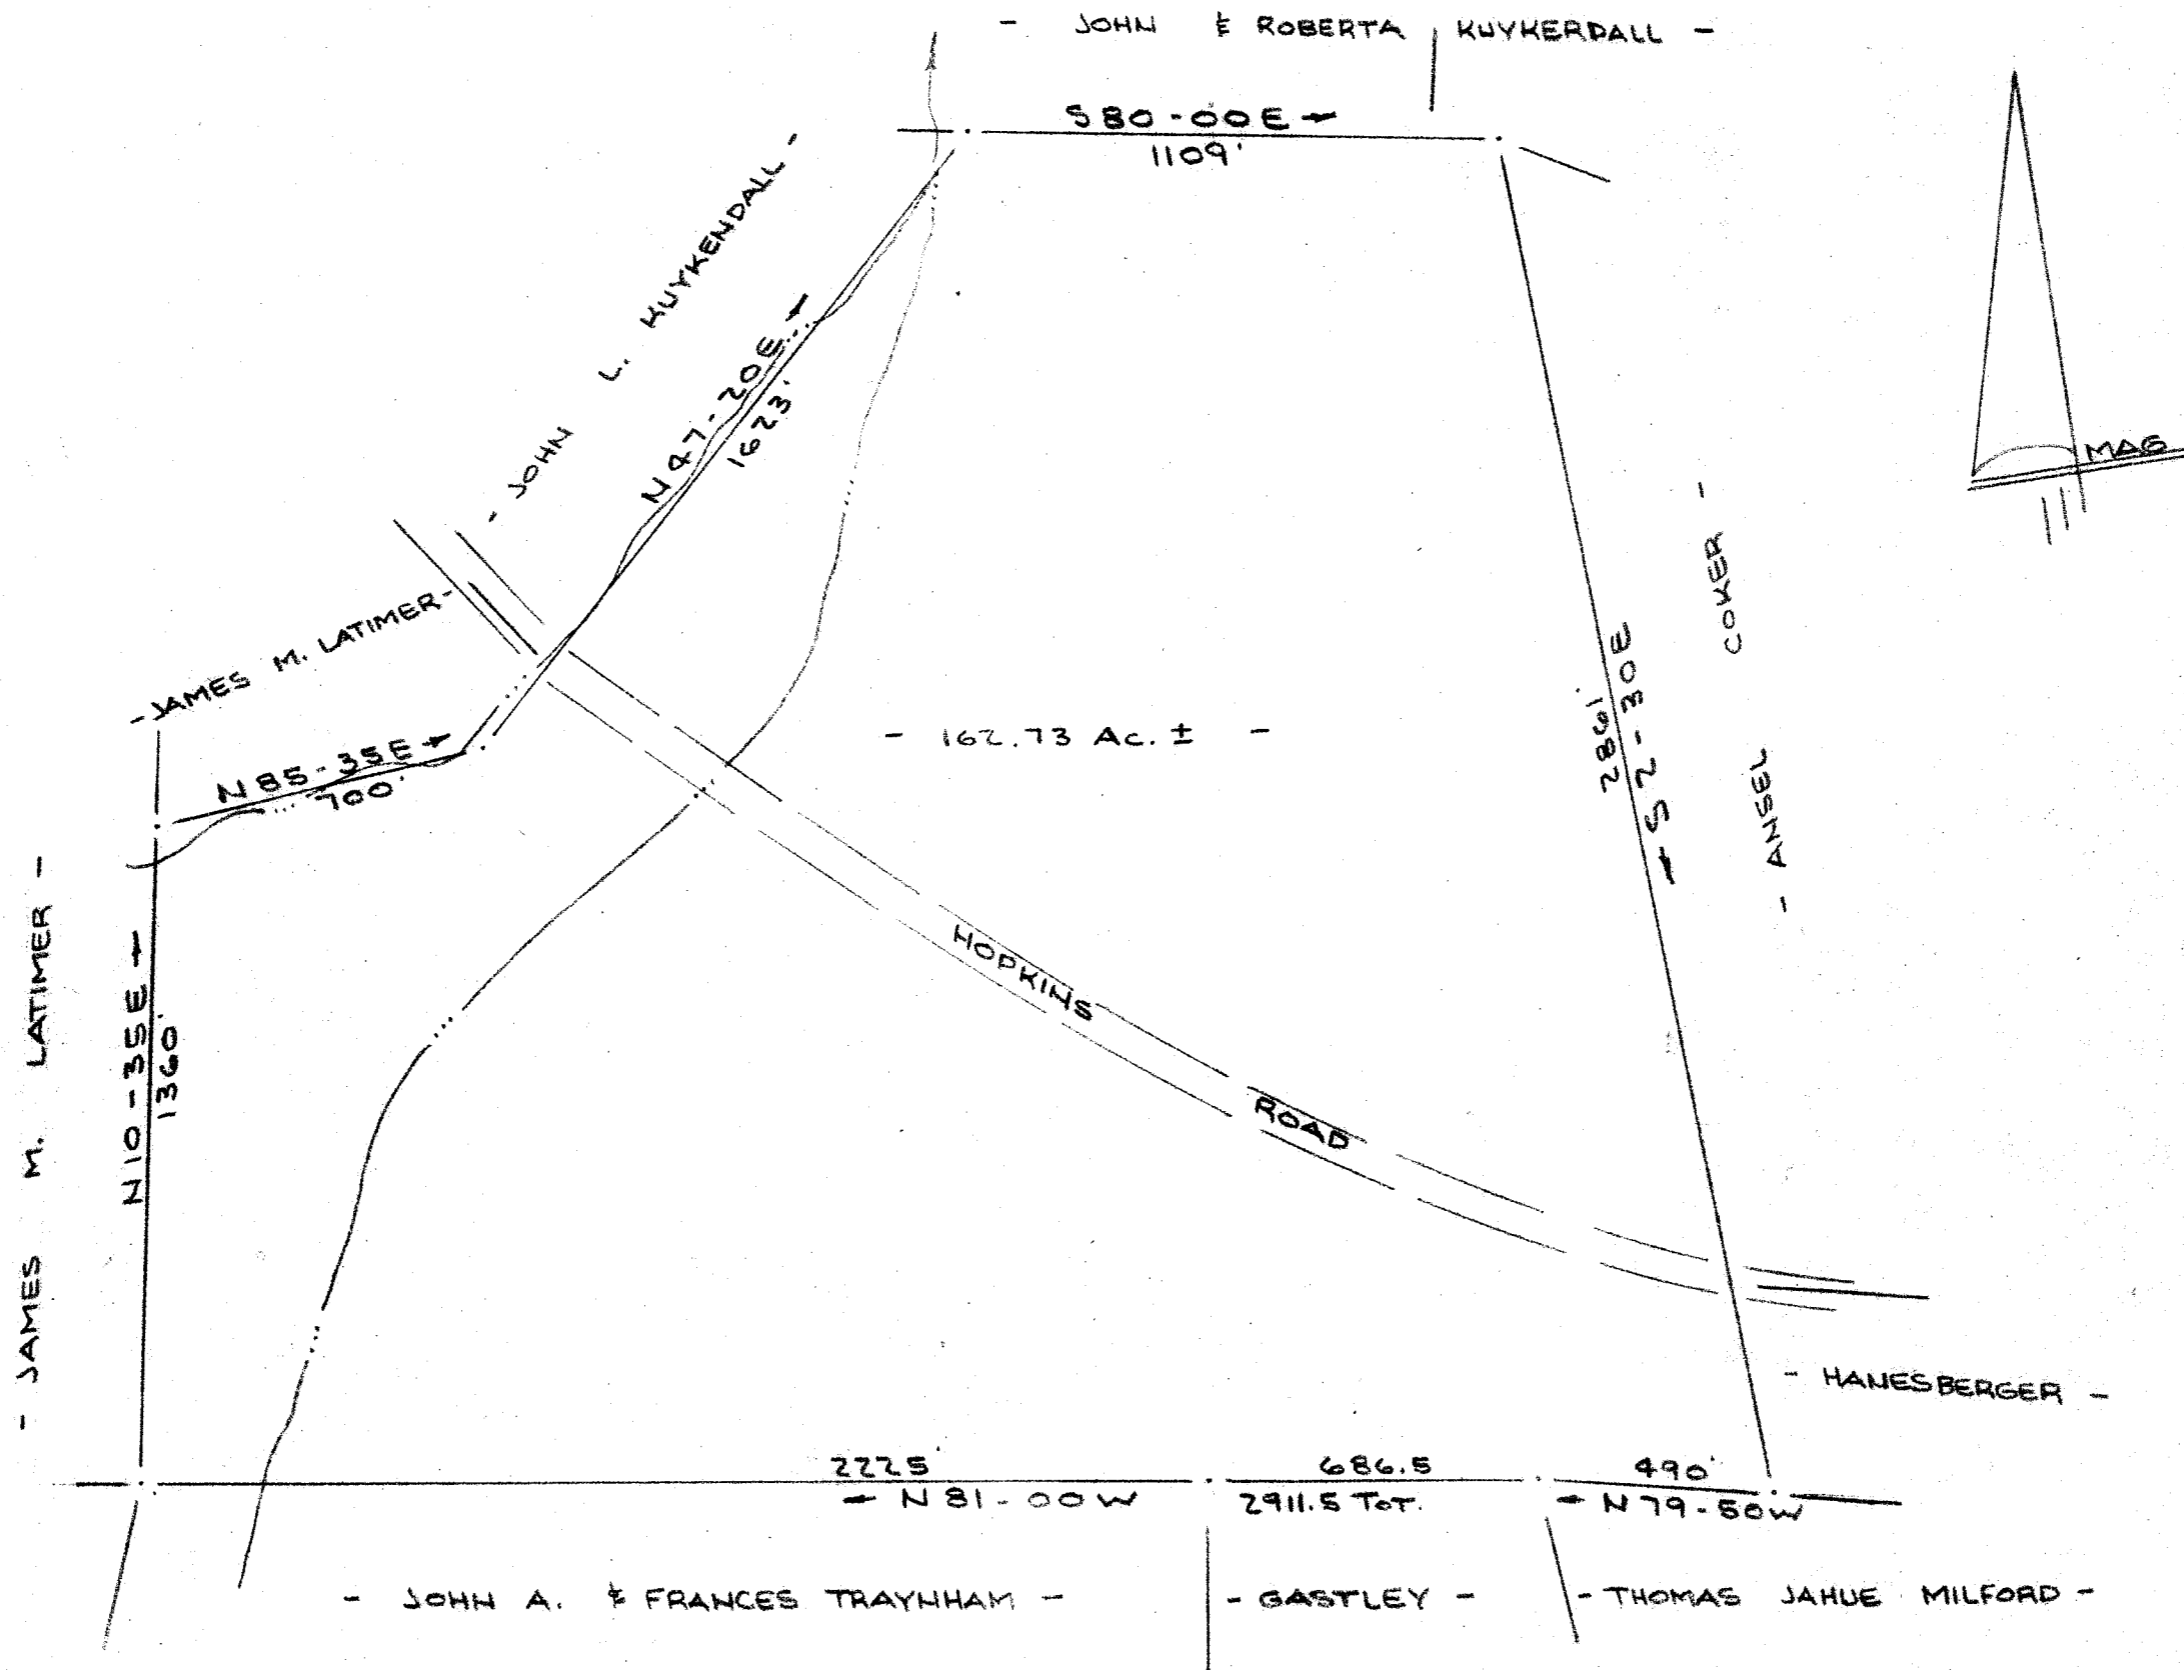 - JOHN & ROBERTA KUYKERDALL -
S 80 - 00 E
1109'
- JOHN L. KUYKENDALL -
N 47 - 20 E
1623'
MAG
- JAMES M. LATIMER -
N 85 - 35 E
700'
- 162.73 AC. ± -
2861'
S 2 - 30 E
- ANSEL COKER -
- JAMES M. LATIMER -
N 10 - 35 E
1360'
HOPKINS
ROAD
- HANESBERGER -
2225'
686.5
490'
N 81 - 00 W
2911.5 TOT.
N 79 - 50 W
- JOHN A. & FRANCES TRAYNHAM -
- GASTLEY -
- THOMAS JAHUE MILFORD -